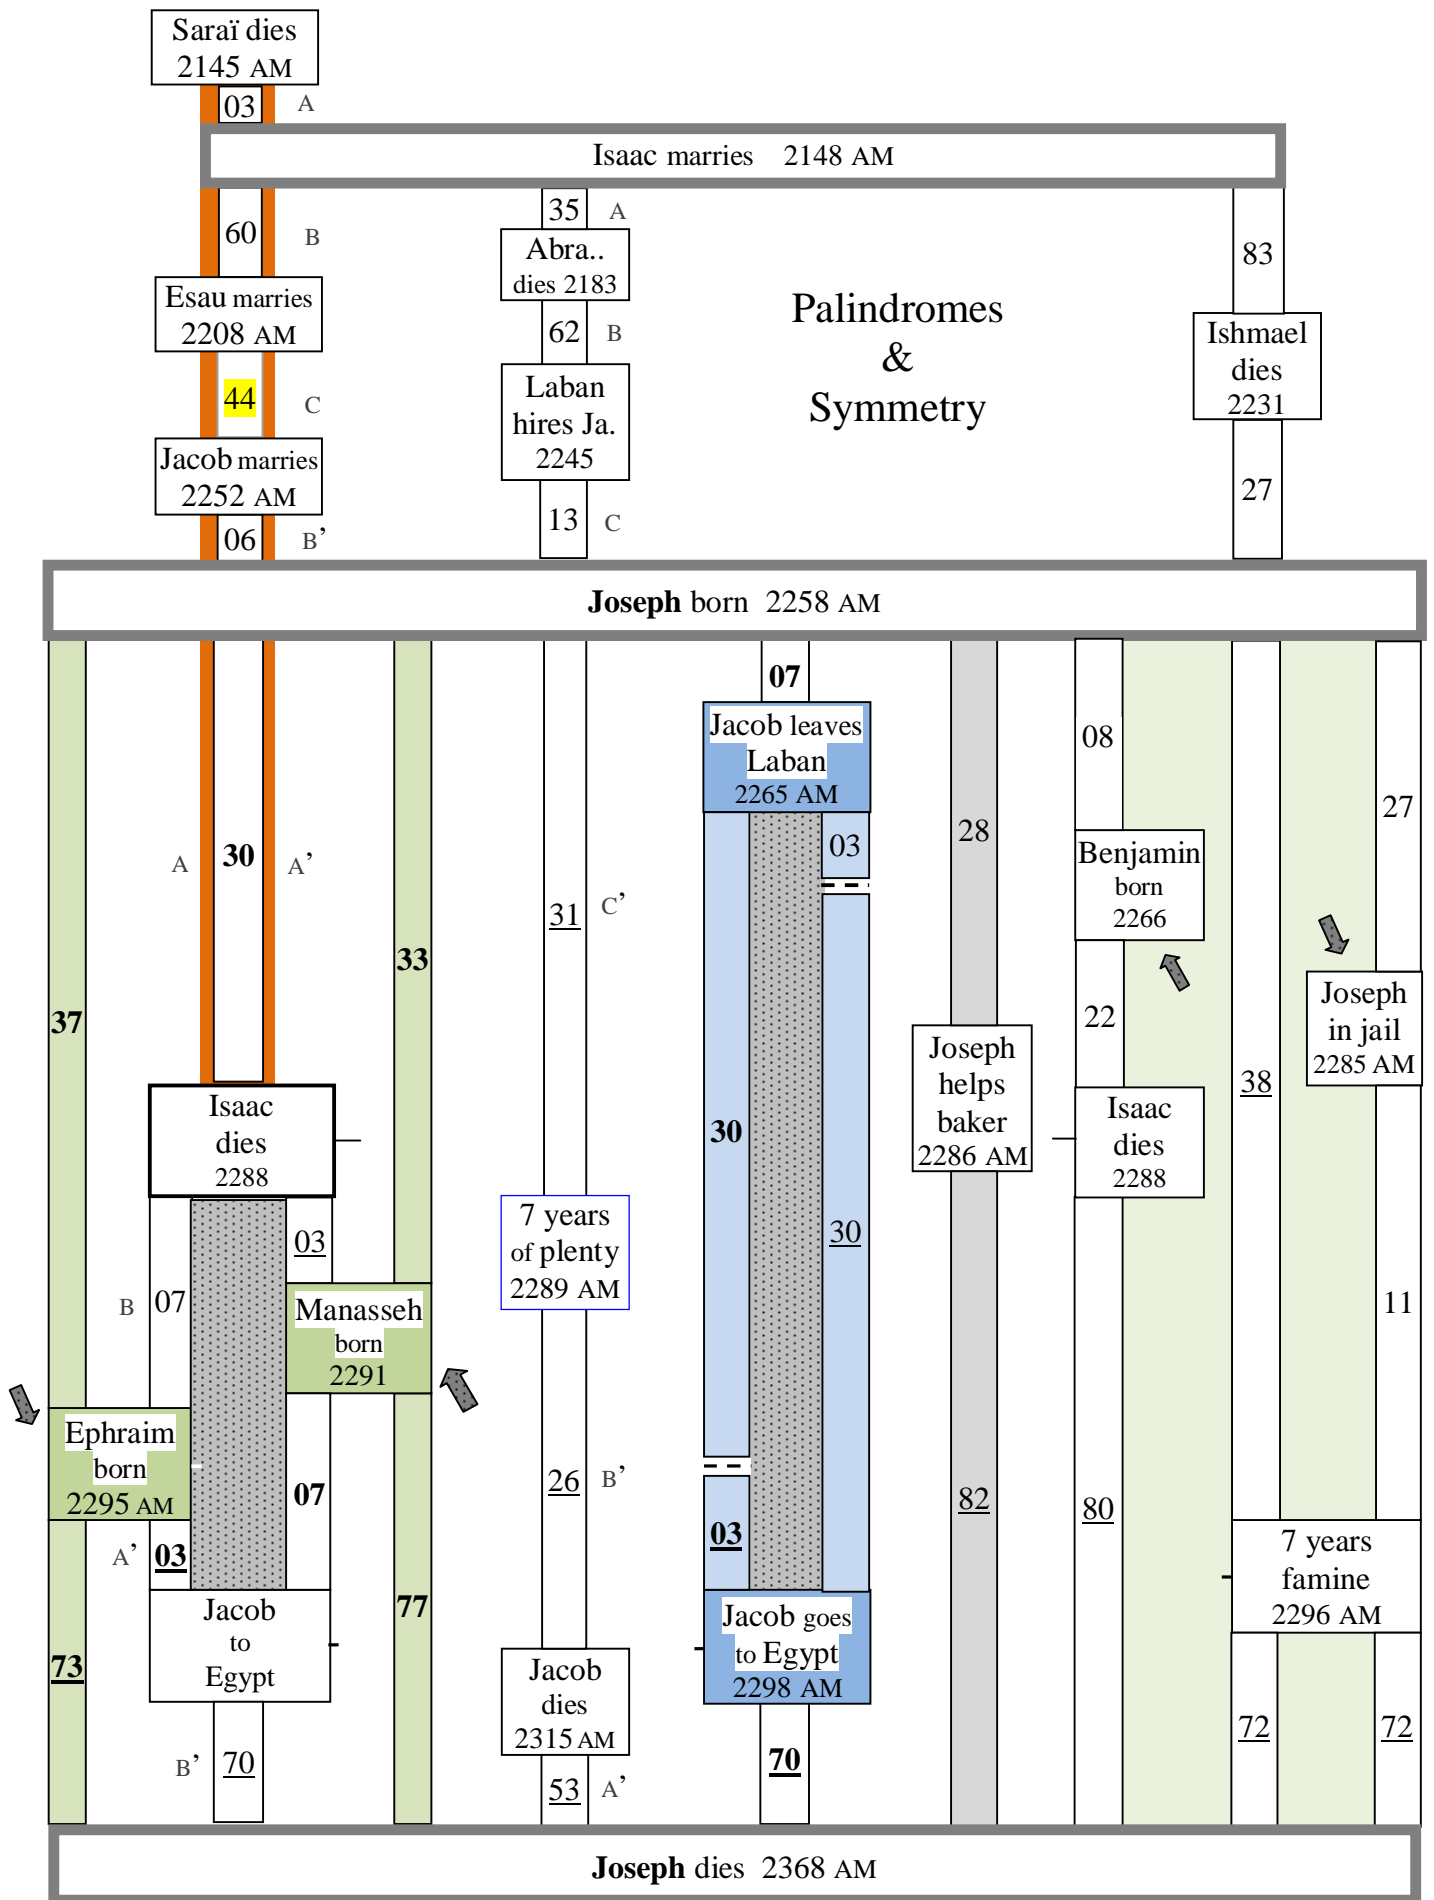 Saraï dies
2145 AM
03 A
Isaac marries 2148 AM
35 A
60 B
83
Abra..
dies 2183
Esau marries
2208 AM
Palindromes
&
Symmetry
62 B
Ishmael
dies
2231
44 C
Laban
hires Ja.
2245
Jacob marries
2252 AM
27
13 C
06 B’
Joseph born 2258 AM
07
Jacob leaves
Laban
2265 AM
08
27
28
03
Benjamin
born
2266
A 30 A’
31 C’
33
37
22
Joseph
in jail
2285 AM
Joseph
helps
baker
2286 AM
38
Isaac
dies
2288
30
Isaac
dies
2288
7 years
of plenty
2289 AM
30
03
B 07
Manasseh
born
2291
11
Ephraim
born
2295 AM
07
26 B’
82
80
A’ 03
03
7 years
famine
2296 AM
77
Jacob
to
Egypt
Jacob goes
to Egypt
2298 AM
73
Jacob
dies
2315 AM
72
72
B’ 70
70
53 A’
Joseph dies 2368 AM